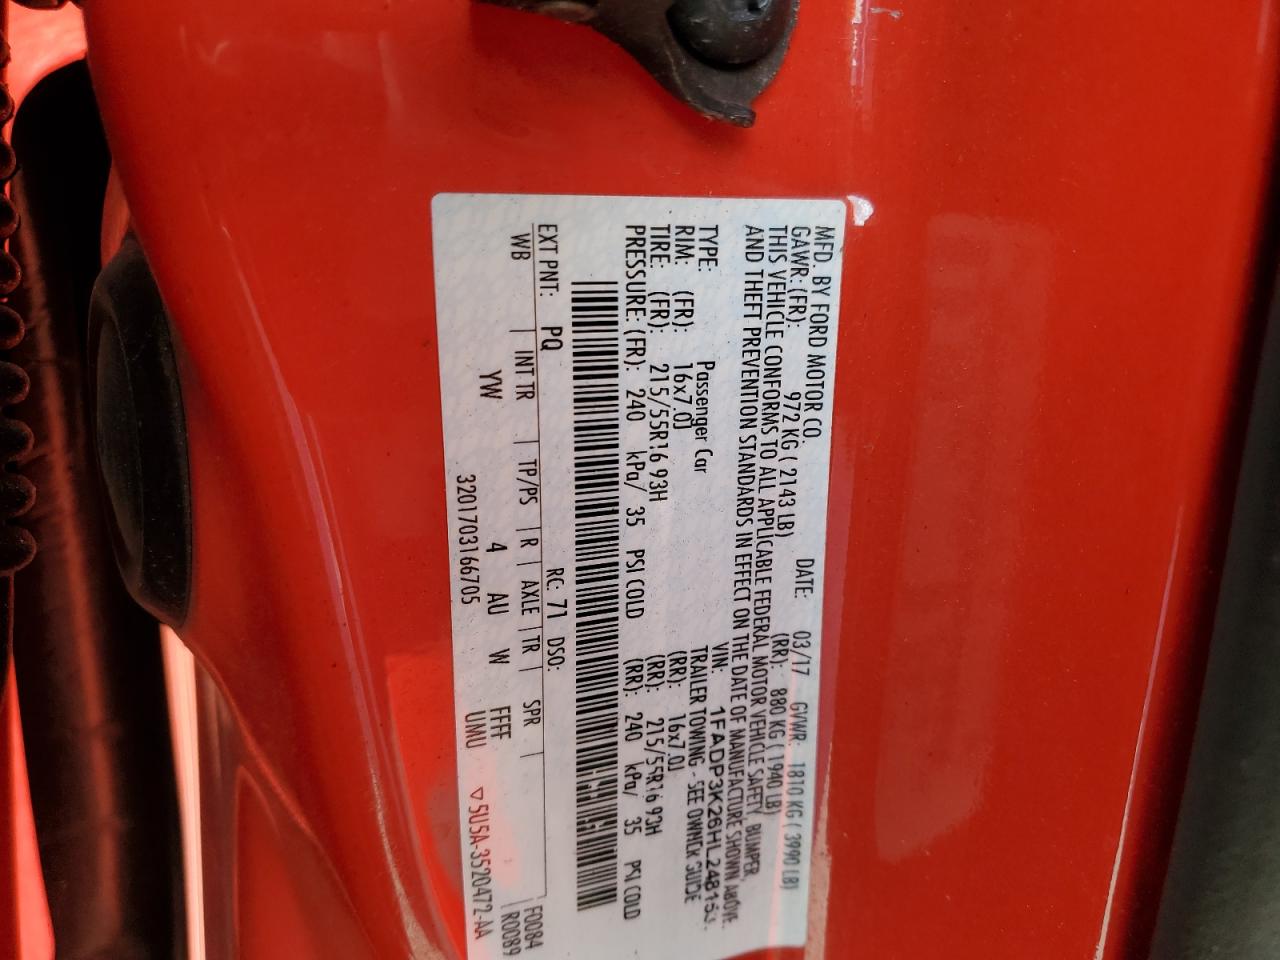 MFD. BY FORD MOTOR CO.
DATE: 03/17 GVWR: 1810 KG ( 3990 LB)
GAWR: (FR): 972 KG ( 2143 LB) (RR): 880 KG ( 1940 LB)
THIS VEHICLE CONFORMS TO ALL APPLICABLE FEDERAL MOTOR VEHICLE SAFETY, BUMPER,
AND THEFT PREVENTION STANDARDS IN EFFECT ON THE DATE OF MANUFACTURE SHOWN ABOVE.
VIN:
TYPE: Passenger Car TRAILER TOWING - SEE OWNER GUIDE
RIM: (FR): 16x7.0J (RR): 16x7.0J
TIRE: (FR): 215/55R16 93H (RR): 215/55R16 93H
PRESSURE: (FR): 240 kPa/ 35 PSI COLD (RR): 240 kPa/ 35 PSI COLD
EXT PNT: PQ RC: 71 DSO: F0084
WB INT TR TP/PS R AXLE TR SPR R0089
YW 4 AU W FFFF
UMU
3201703166705 ▽5U5A-3520472-AA